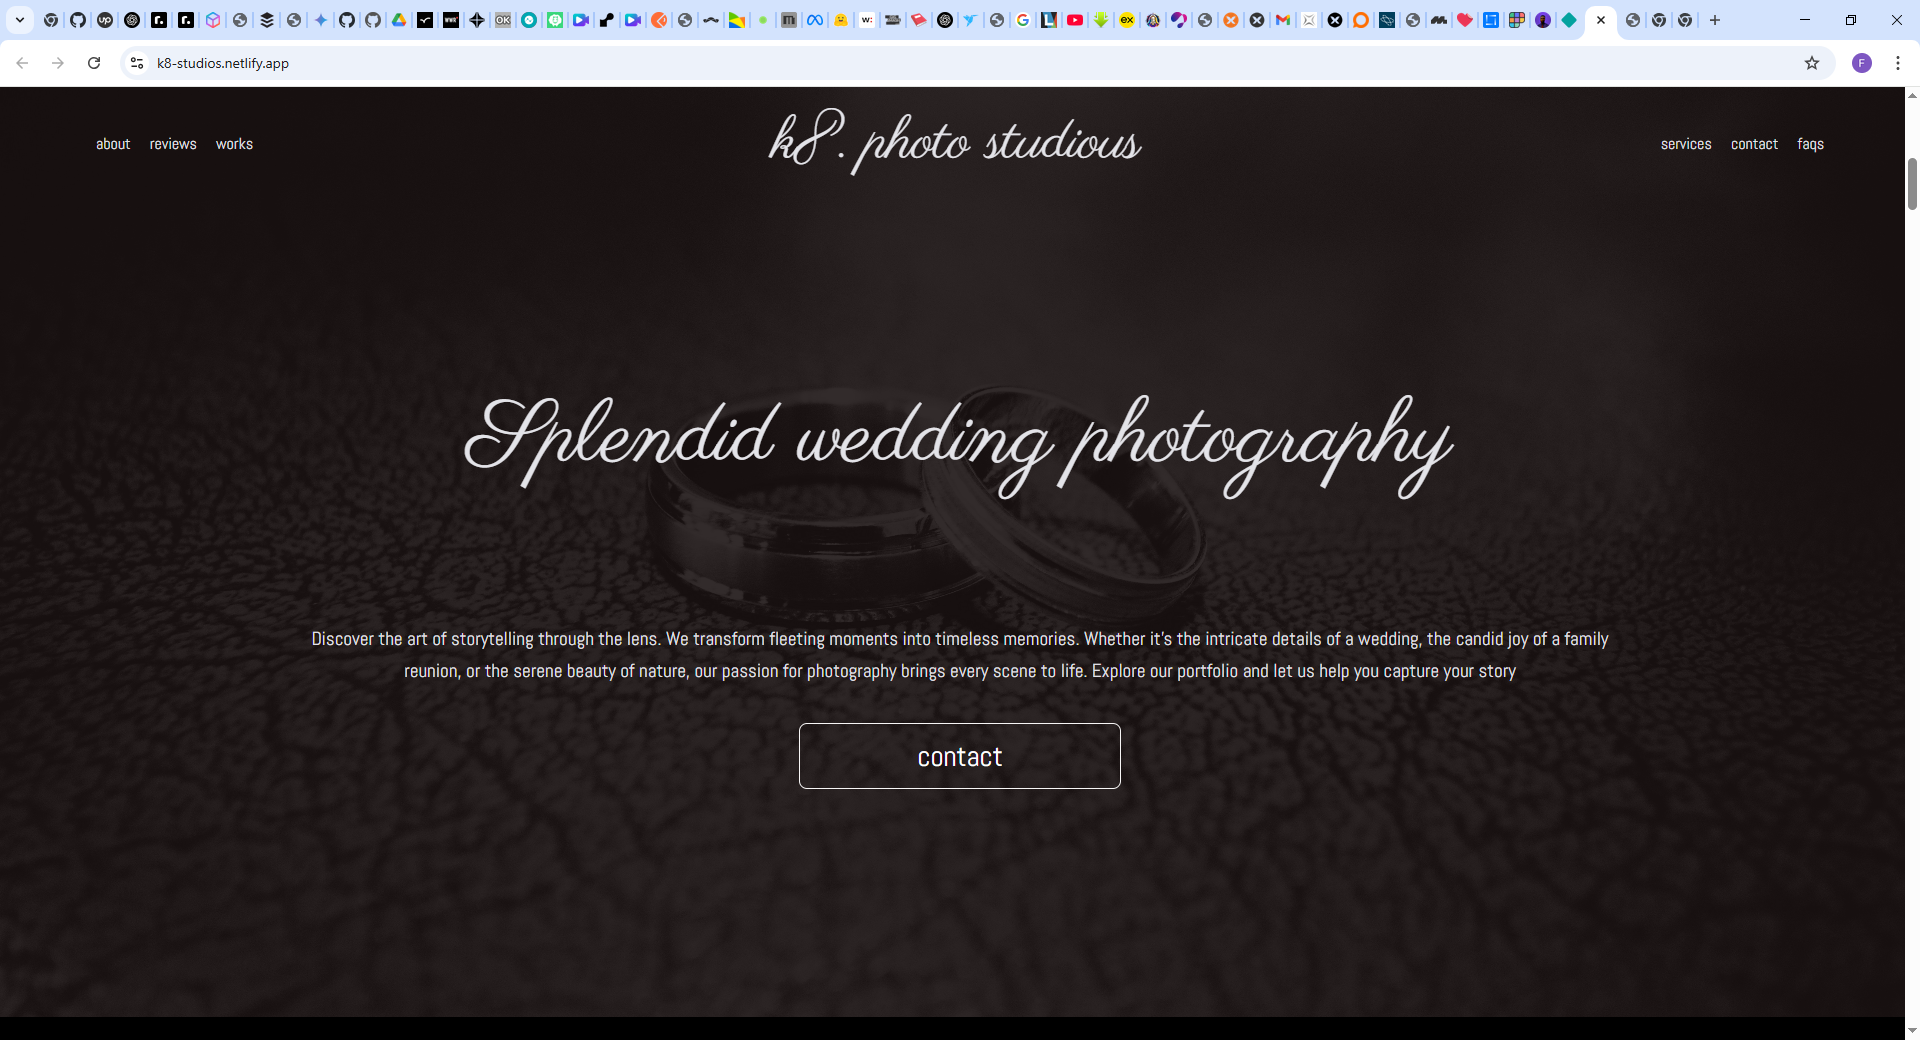 k8-studios.netlify.app
F
about reviews works
k8. photo studious
services contact faqs
Splendid wedding photography
Discover the art of storytelling through the lens. We transform fleeting moments into timeless memories. Whether it's the intricate details of a wedding, the candid joy of a family
reunion, or the serene beauty of nature, our passion for photography brings every scene to life. Explore our portfolio and let us help you capture your story
contact